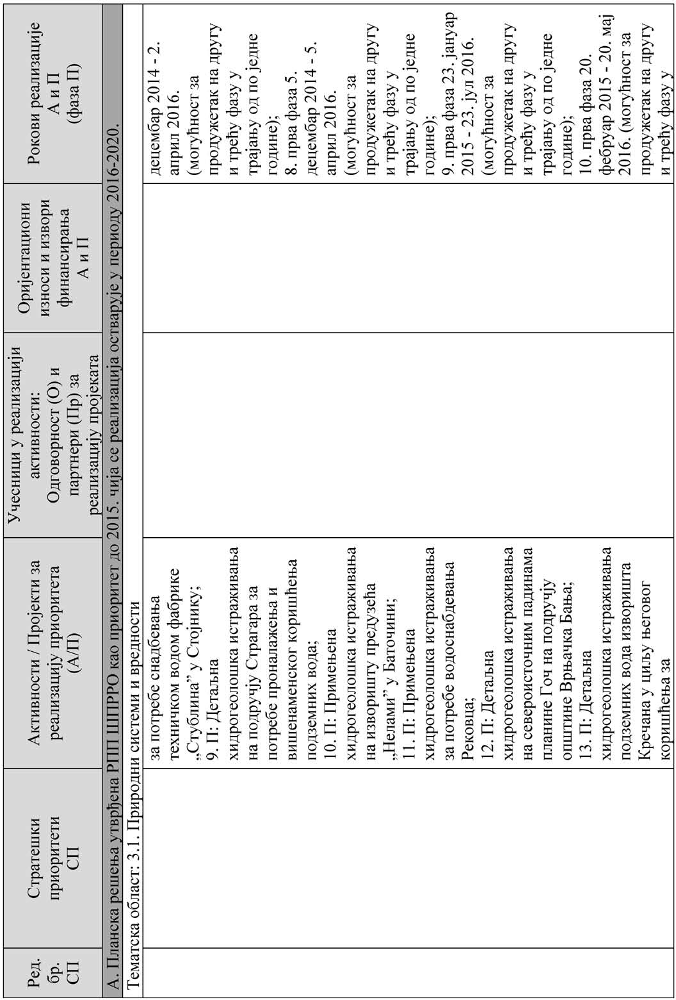 Ред.
бр.
СП
Стратешки
приоритети
СП
Активности / Пројекти за
реализацију приоритета
(А/П)
Учесници у реализацији
активности:
Одговорност (О) и
партнери (Пр) за
реализацију пројеката
Оријентациони
износи и извори
финансирања
А и П
Рокови реализације
А и П
(фаза П)
А. Планска решења утврђена РПП ШПРРО као приоритет до 2015. чија се реализација остварује у периоду 2016-2020.
Тематска област: 3.1. Природни системи и вредности
за потребе снадбевања
техничком водом фабрике
„Стублина” у Стојнику;
9. П: Детаљна
хидрогеолошка истраживања
на подручју Страгара за
потребе проналажења и
вишенаменског коришћења
подземних вода;
10. П: Примењена
хидрогеолошка истраживања
на изворишту предузећа
„Нелами” у Баточини;
11. П: Примењена
хидрогеолошка истраживања
за потребе водоснабдевања
Рековца;
12. П: Детаљна
хидрогеолошка истраживања
на североисточним падинама
планине Гоч на подручју
општине Врњачка Бања;
13. П: Детаљна
хидрогеолошка истраживања
подземних вода изворишта
Кречана у циљу његовог
коришћења за
децембар 2014 - 2.
април 2016.
(могућност за
продужетак на другу
и трећу фазу у
трајању од по једне
године);
8. прва фаза 5.
децембар 2014 - 5.
април 2016.
(могућност за
продужетак на другу
и трећу фазу у
трајању од по једне
године);
9. прва фаза 23. јануар
2015 - 23. јул 2016.
(могућност за
продужетак на другу
и трећу фазу у
трајању од по једне
године);
10. прва фаза 20.
фебруар 2015 - 20. мај
2016. (могућност за
продужетак на другу
и трећу фазу у